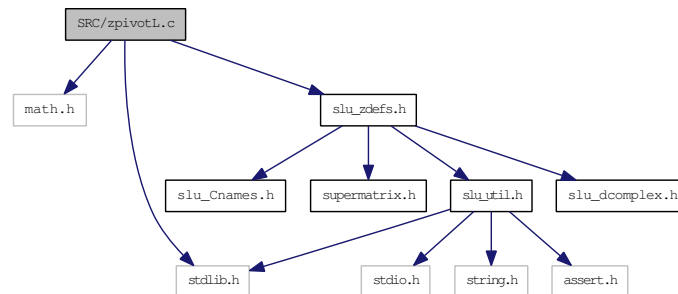 SRC/zpivotL.c
math.h
slu_zdefs.h
slu_Cnames.h
supermatrix.h
slu_util.h
slu_dcomplex.h
stdlib.h
stdio.h
string.h
assert.h